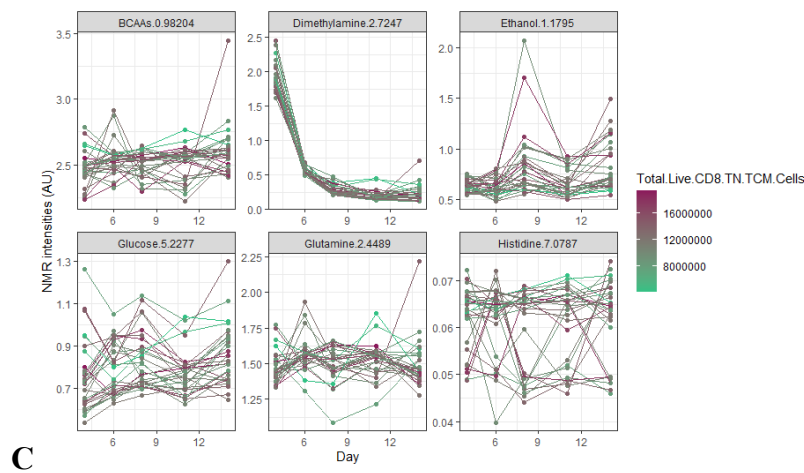 BCAAs.0.98204 Dimethylamine.2.7247 Ethanol.1.1795
3.5 2.5 2.0
3.0 2.0 1.5
2.5 1.5 1.0
1.0 0.5
0.5
0.0
6 9 12 6 9 12 6 9 12
Glucose.5.2277 Glutamine.2.4489 Histidine.7.0787
1.3 2.25 0.07
1.1 2.00 0.06
0.9 1.75 0.05
0.7 1.50 0.04
1.25
6 9 12 6 9 12 6 9 12
NMR intensities (AU)
Day
Total.Live.CD8.TN.TCM.Cells
16000000
12000000
8000000
C